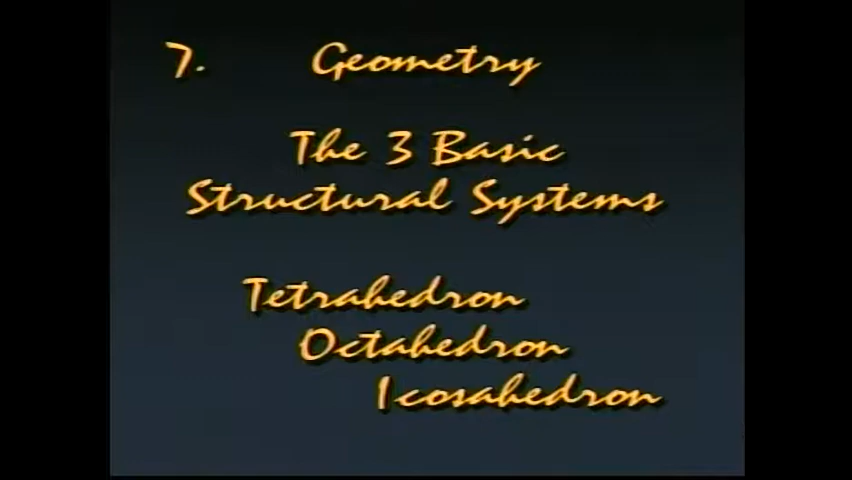 7. Geometry
The 3 Basic
Structural Systems
Tetrahedron
Octahedron
Icosahedron